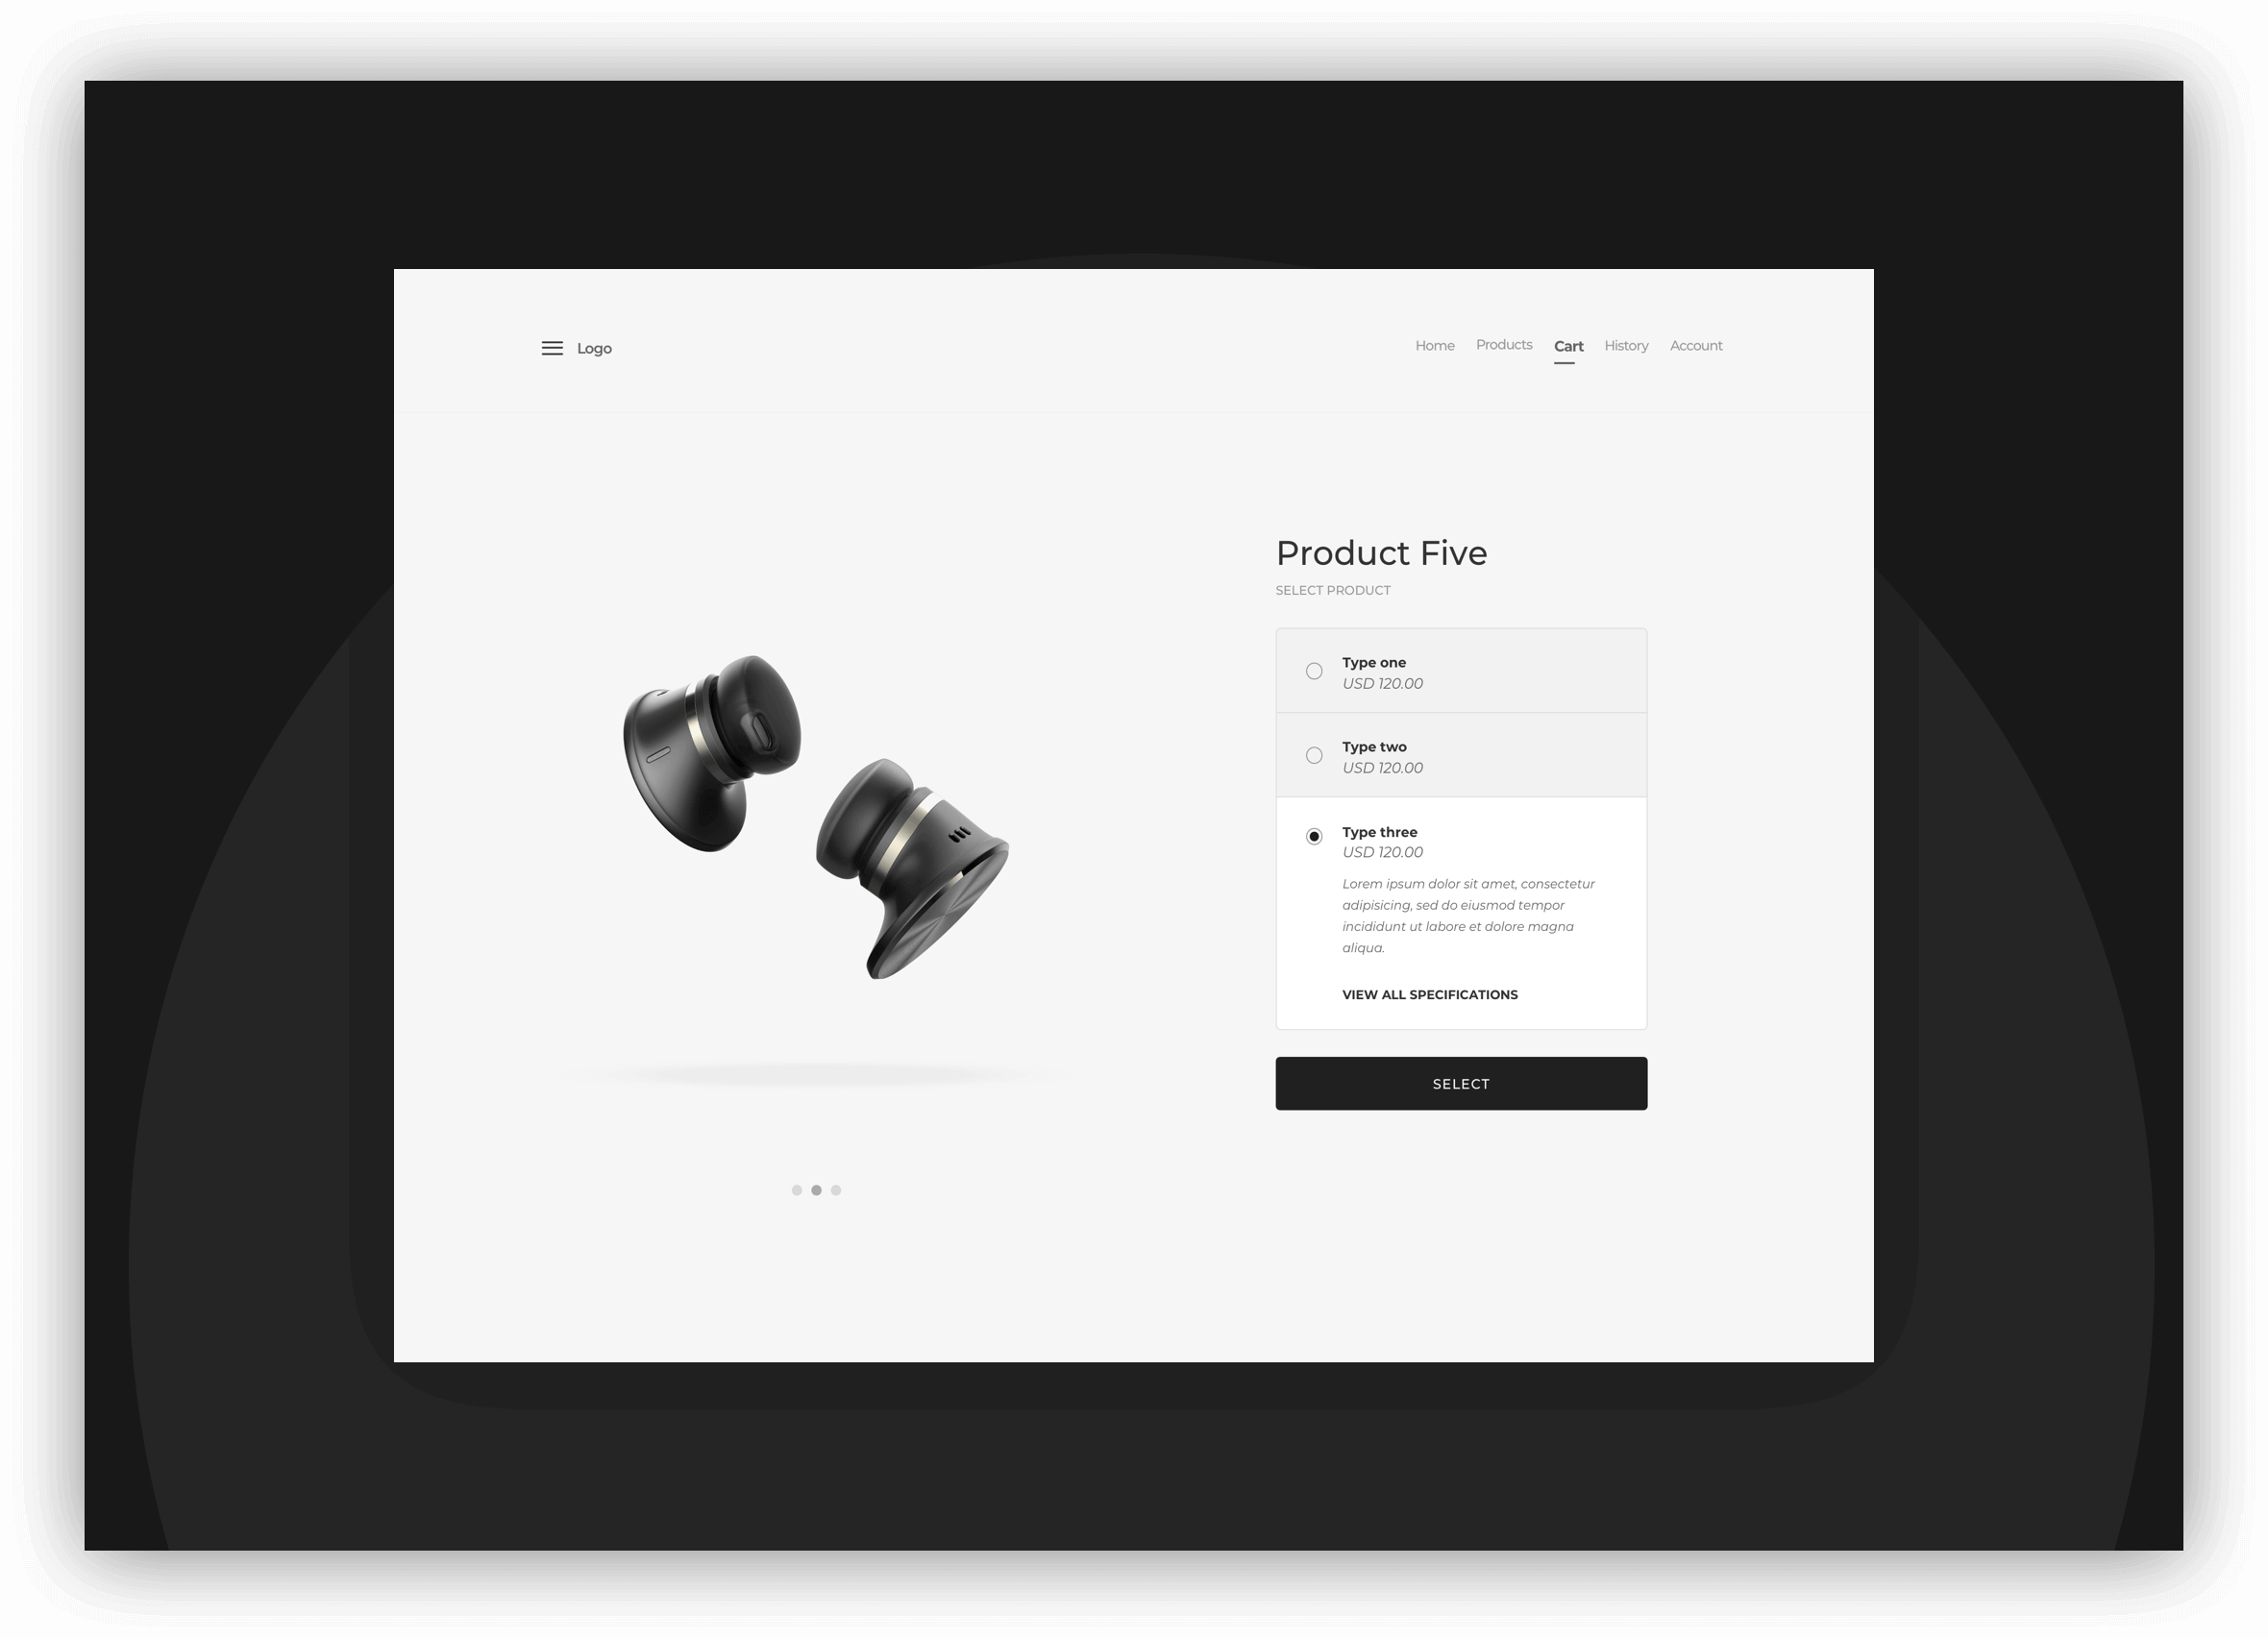 Logo
Home Products Cart History Account
Product Five
SELECT PRODUCT
Type one
USD 120.00
Type two
USD 120.00
Type three
USD 120.00
Lorem ipsum dolor sit amet, consectetur
adipisicing, sed do eiusmod tempor
incididunt ut labore et dolore magna
aliqua.
VIEW ALL SPECIFICATIONS
SELECT